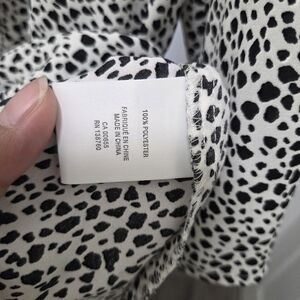 100% POLYESTER
FABRIQUÉ EN CHINE
MADE IN CHINA
CA 00655
RN 138760